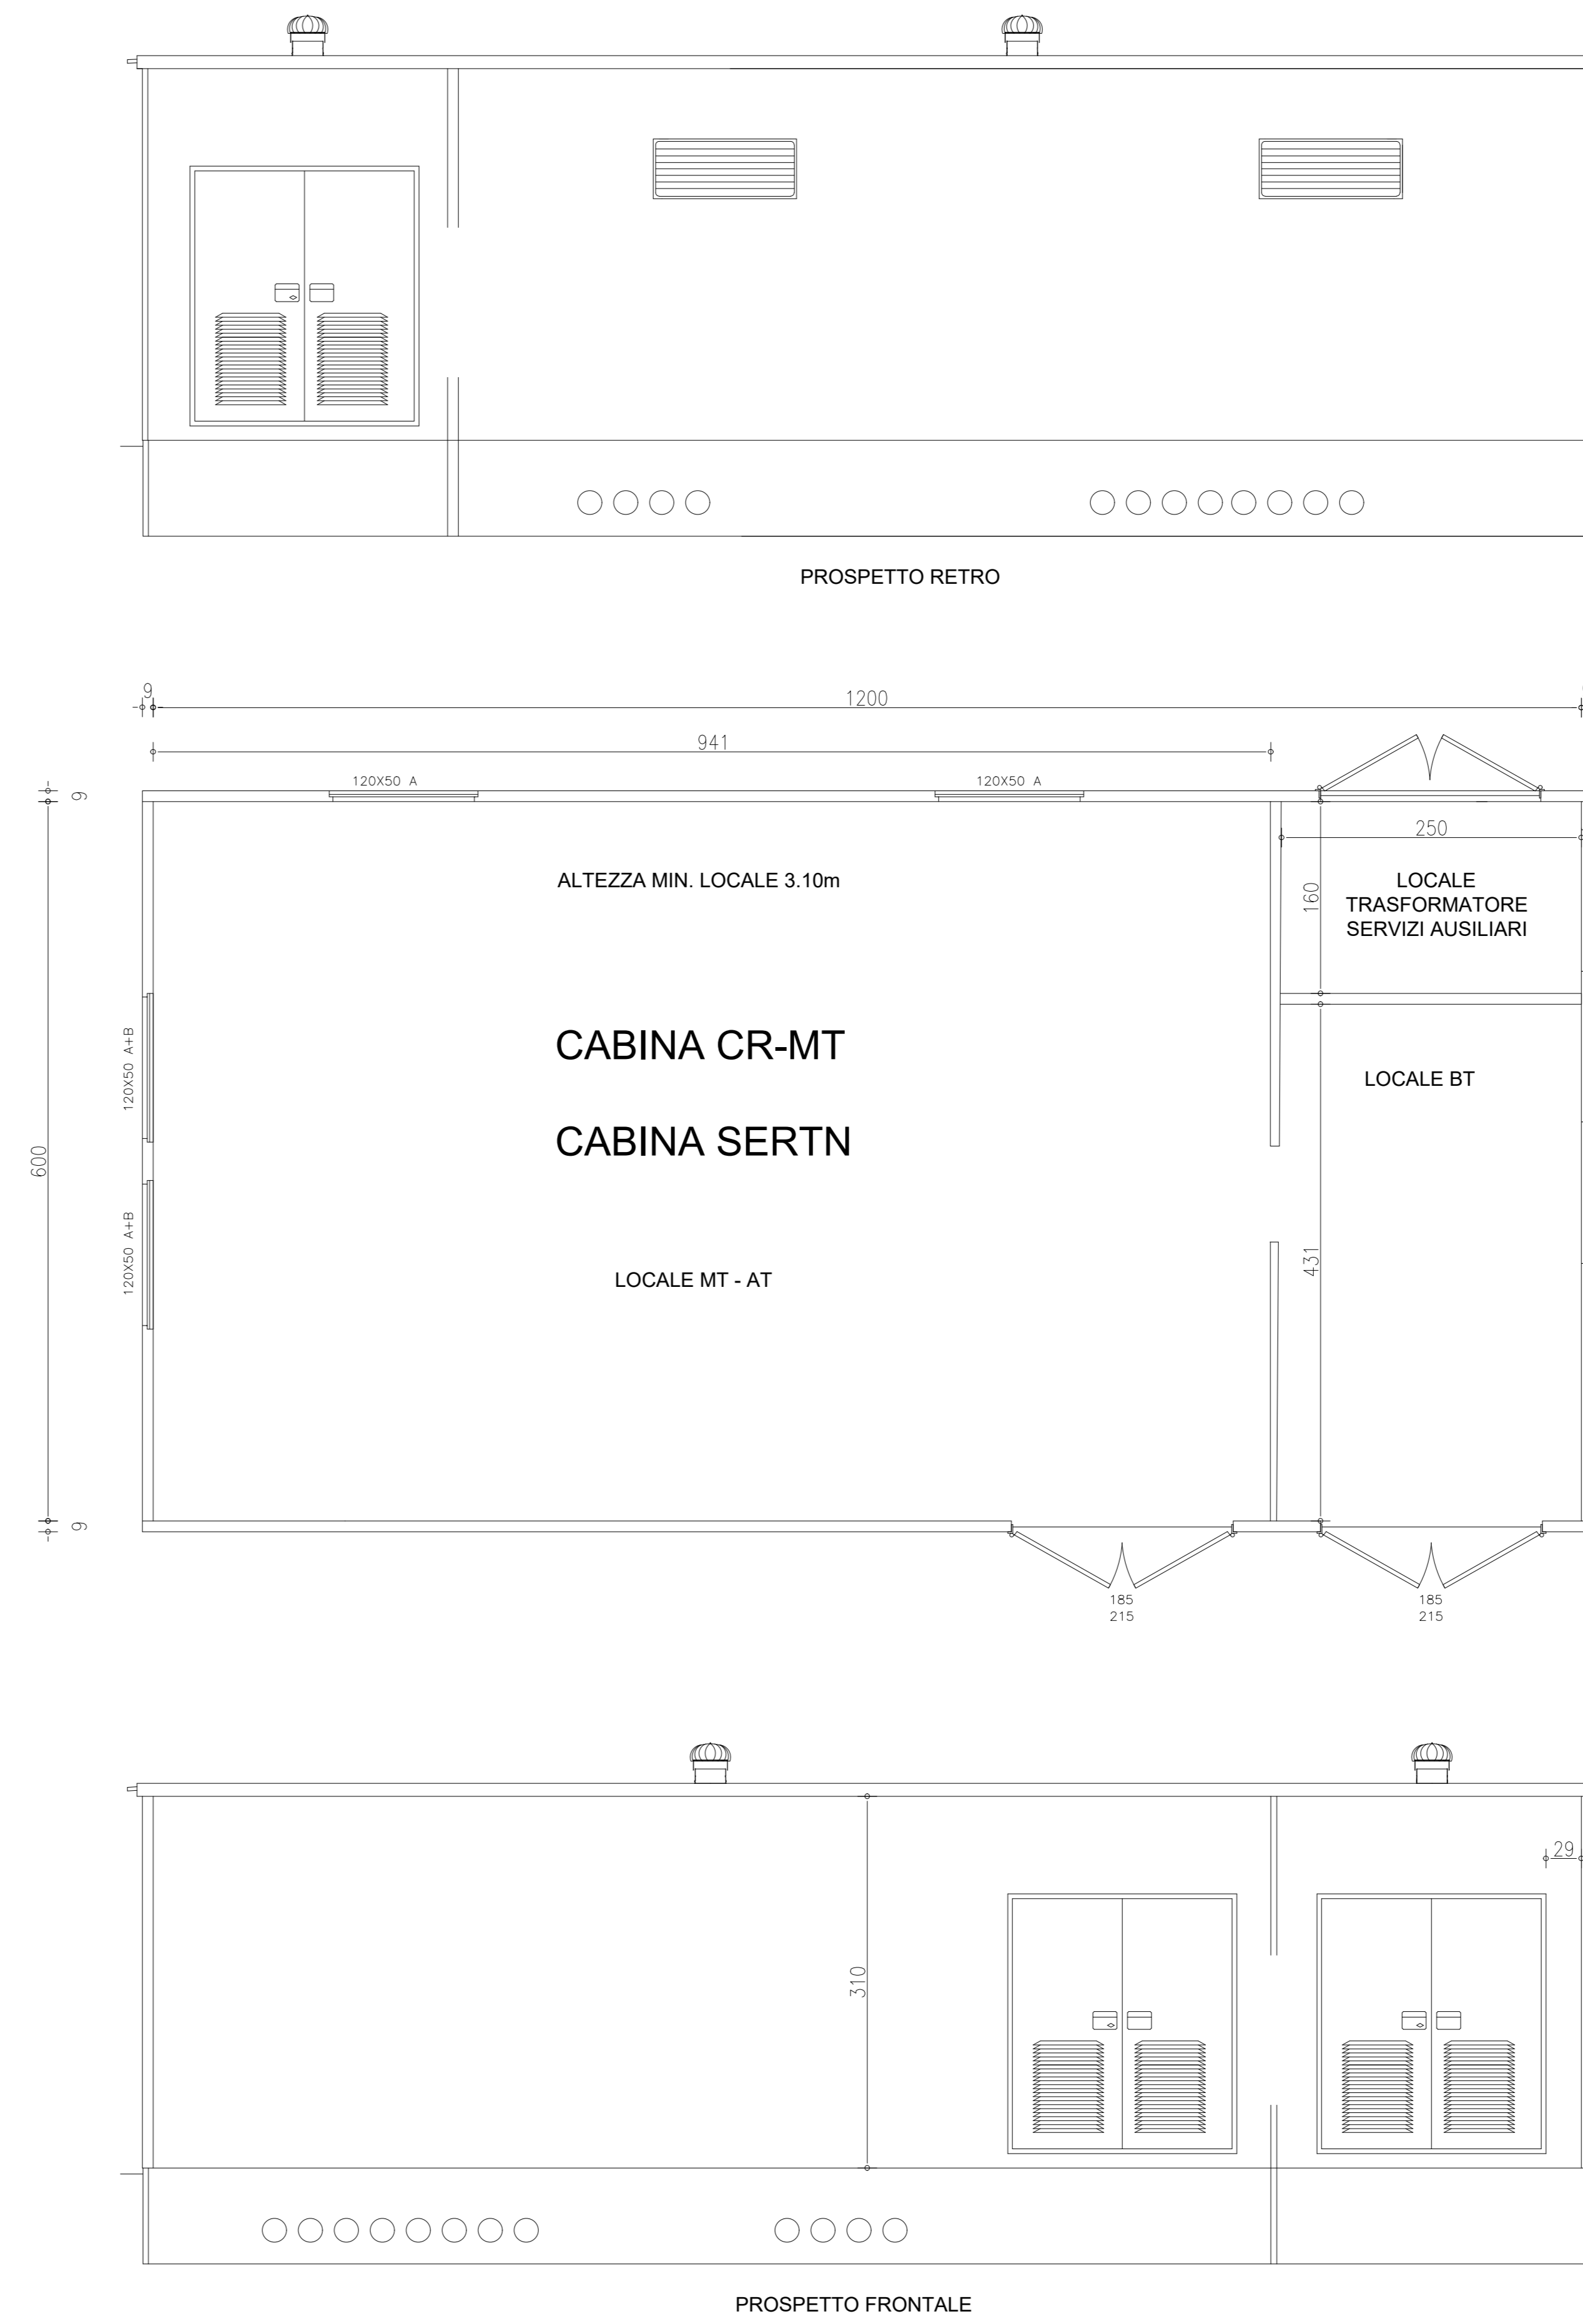 PROSPETTO RETRO
9
1200
941
120X50 A
120X50 A
9
250
ALTEZZA MIN. LOCALE 3.10m
160
LOCALE
TRASFORMATORE
SERVIZI AUSILIARI
120X50 A+B
CABINA CR-MT
LOCALE BT
CABINA SERTN
600
120X50 A+B
431
LOCALE MT - AT
9
185
215
185
215
29
310
PROSPETTO FRONTALE